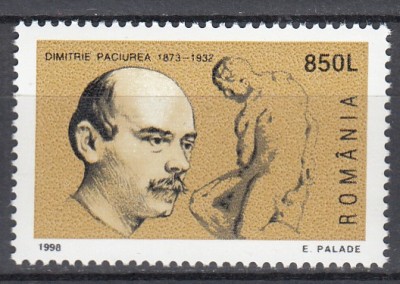 DIMITRIE PACIUREA 1873-1932
850L
ROMÂNIA
1998
E. PALADE